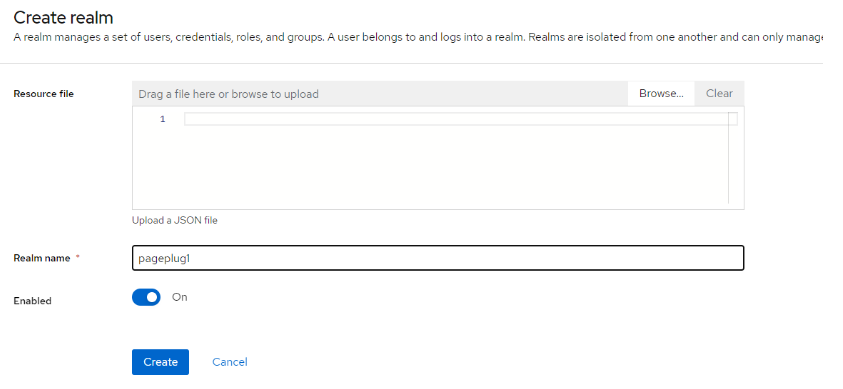 Create realm
A realm manages a set of users, credentials, roles, and groups. A user belongs to and logs into a realm. Realms are isolated from one another and can only manage
Resource file
Drag a file here or browse to upload
Browse...
Clear
1
Upload a JSON file
Realm name *
pageplug1
Enabled
On
Create
Cancel